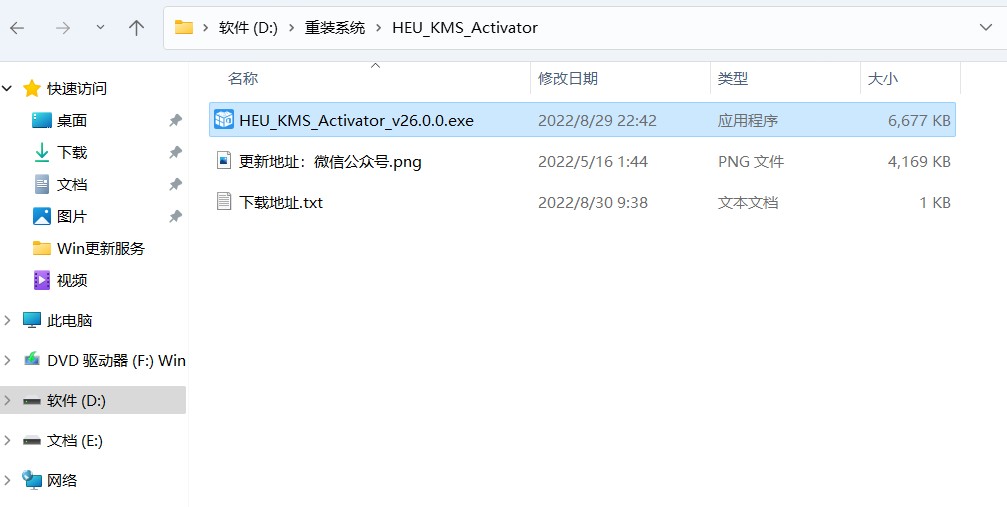 软件 (D:) 重装系统 HEU_KMS_Activator
快速访问
桌面
下载
文档
图片
Win更新服务
视频
此电脑
DVD 驱动器 (F:) Win
软件 (D:)
文档 (E:)
网络
名称 修改日期 类型 大小
HEU_KMS_Activator_v26.0.0.exe 2022/8/29 22:42 应用程序 6,677 KB
更新地址：微信公众号.png 2022/5/16 1:44 PNG 文件 4,169 KB
下载地址.txt 2022/8/30 9:38 文本文档 1 KB